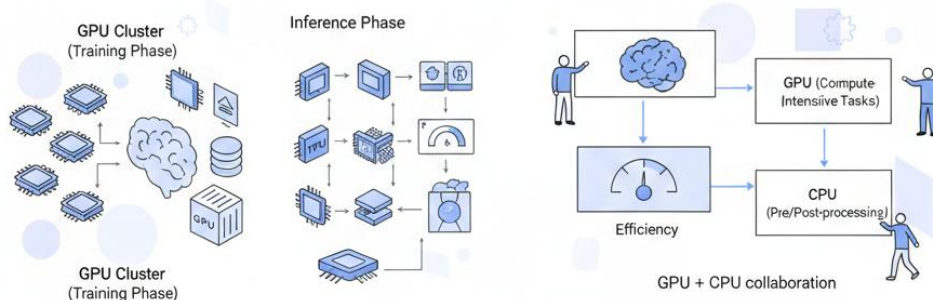 GPU Cluster
(Training Phase)
GPU
GPU Cluster
(Training Phase)
Inference Phase
TPU
GPU (Compute-
Intensiive Tasks)
CPU
(Pre/Post-processing)
Efficiency
GPU + CPU collaboration